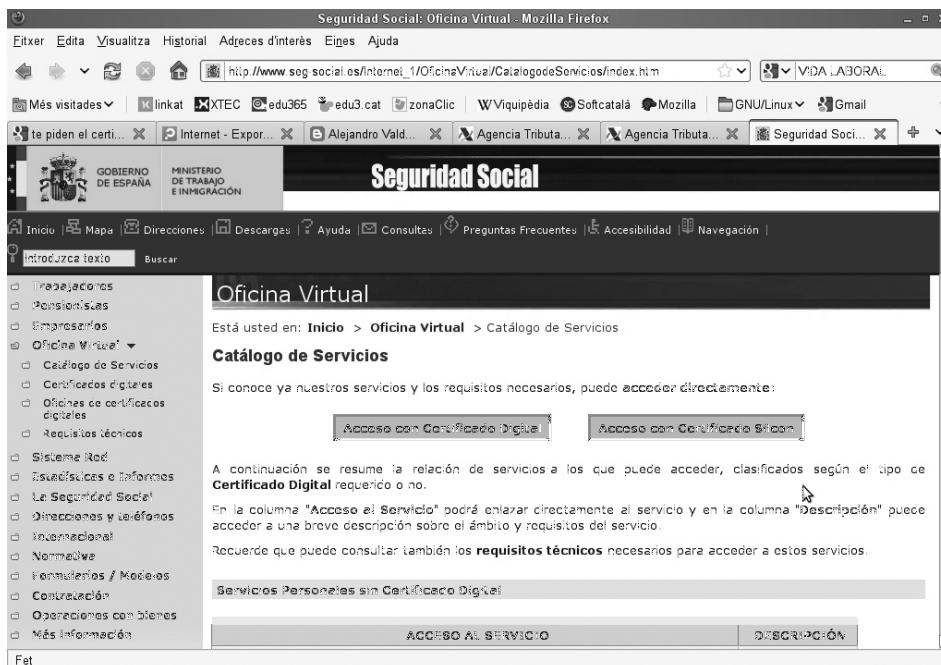 Seguridad Social: Oficina Virtual - Mozilla Firefox
Fitxer Edita Visualitza Historial Adreces d'interès Eines Ajuda
http://www.seg-social.es/Internet_1/OficinaVirtual/CatalogodeServicios/index.htm VIDA LABORAL
Més visitades linkat XTEC edu365 edu3.cat zonaClic Viquipèdia Softcatalà Mozilla GNU/Linux Gmail
te piden el certi... Internet - Expor... Alejandro Vald... Agencia Tributa... Agencia Tributa... Seguridad Soci...
GOBIERNO DE ESPAÑA
MINISTERIO DE TRABAJO E INMIGRACIÓN
Seguridad Social
Inicio | Mapa | Direcciones | Descargas | Ayuda | Consultas | Preguntas Frecuentes | Accesibilidad | Navegación |
Introduzca texto Buscar
Trabajadores
Pensionistas
Empresarios
Oficina Virtual
Catálogo de Servicios
Certificados digitales
Oficinas de certificados
digitales
Requisitos técnicos
Sistema Red
Estadísticas e Informes
La Seguridad Social
Direcciones y teléfonos
Internacional
Normativa
Formularios / Modelos
Contratación
Operaciones con bienes
Más información
Oficina Virtual
Está usted en: Inicio > Oficina Virtual > Catálogo de Servicios
Catálogo de Servicios
Si conoce ya nuestros servicios y los requisitos necesarios, puede acceder directamente:
Acceso con Certificado Digital Acceso con Certificado Silcon
A continuación se resume la relación de servicios a los que puede acceder, clasificados según el tipo de
Certificado Digital requerido o no.
En la columna "Acceso al Servicio" podrá enlazar directamente al servicio y en la columna "Descripción" puede
acceder a una breve descripción sobre el ámbito y requisitos del servicio.
Recuerde que puede consultar también los requisitos técnicos necesarios para acceder a estos servicios.
Servicios Personales sin Certificado Digital
ACCESO AL SERVICIO DESCRIPCIÓN
Fet